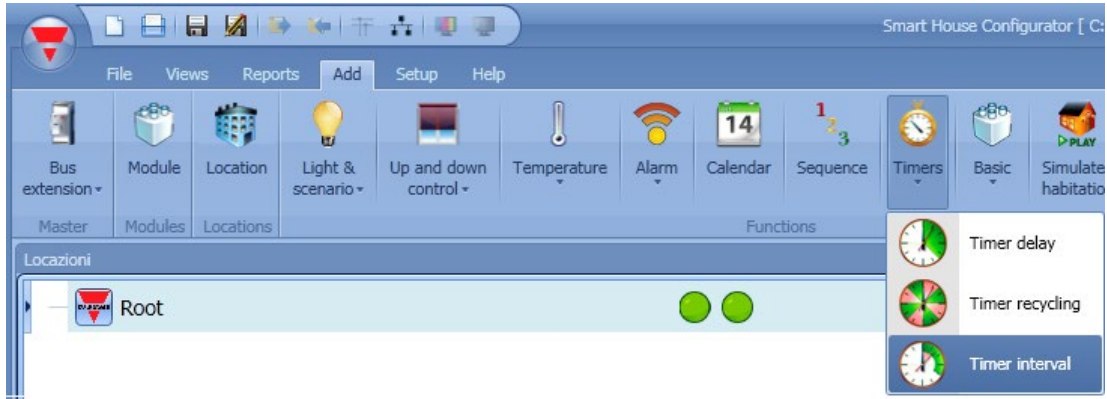 Smart House Configurator [ C:
File Views Reports Add Setup Help
14
1
2
3
PLAY
Bus extension
Module
Location
Light & scenario
Up and down control
Temperature
Alarm
Calendar
Sequence
Timers
Basic
Simulate
habitatio
Master
Modules
Locations
Functions
Timer delay
Locazioni
Root
Timer recycling
Timer interval